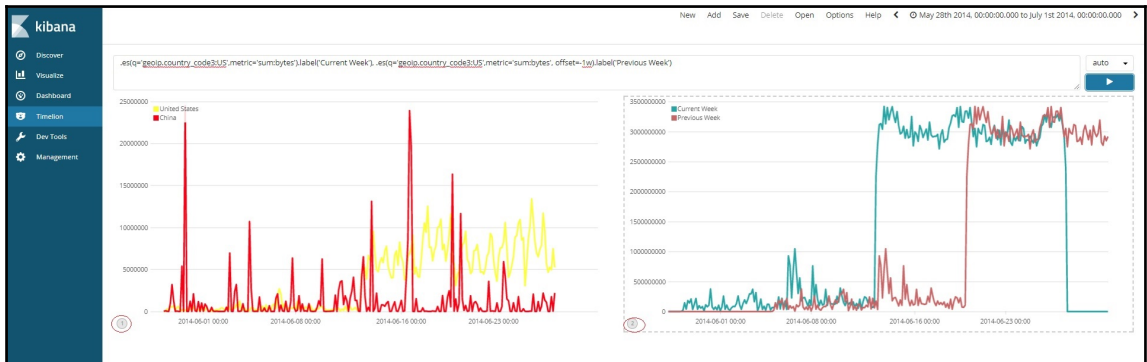 kibana
New Add Save Delete Open Options Help May 28th 2014, 00:00:00.000 to July 1st 2014, 00:00:00.000
Discover
Visualize
Dashboard
Timelion
Dev Tools
Management
.es(q='geoip.country_code3:US',metric='sum:bytes').label('Current Week'), .es(q='geoip.country_code3:US',metric='sum:bytes', offset=-1w).label('Previous Week')
auto
25000000
20000000
15000000
10000000
5000000
0
United States
China
2014-06-01 00:00 2014-06-08 00:00 2014-06-16 00:00 2014-06-23 00:00
1
3500000000
3000000000
2500000000
2000000000
1500000000
1000000000
500000000
0
Current Week
Previous Week
2014-06-01 00:00 2014-06-08 00:00 2014-06-16 00:00 2014-06-23 00:00
2